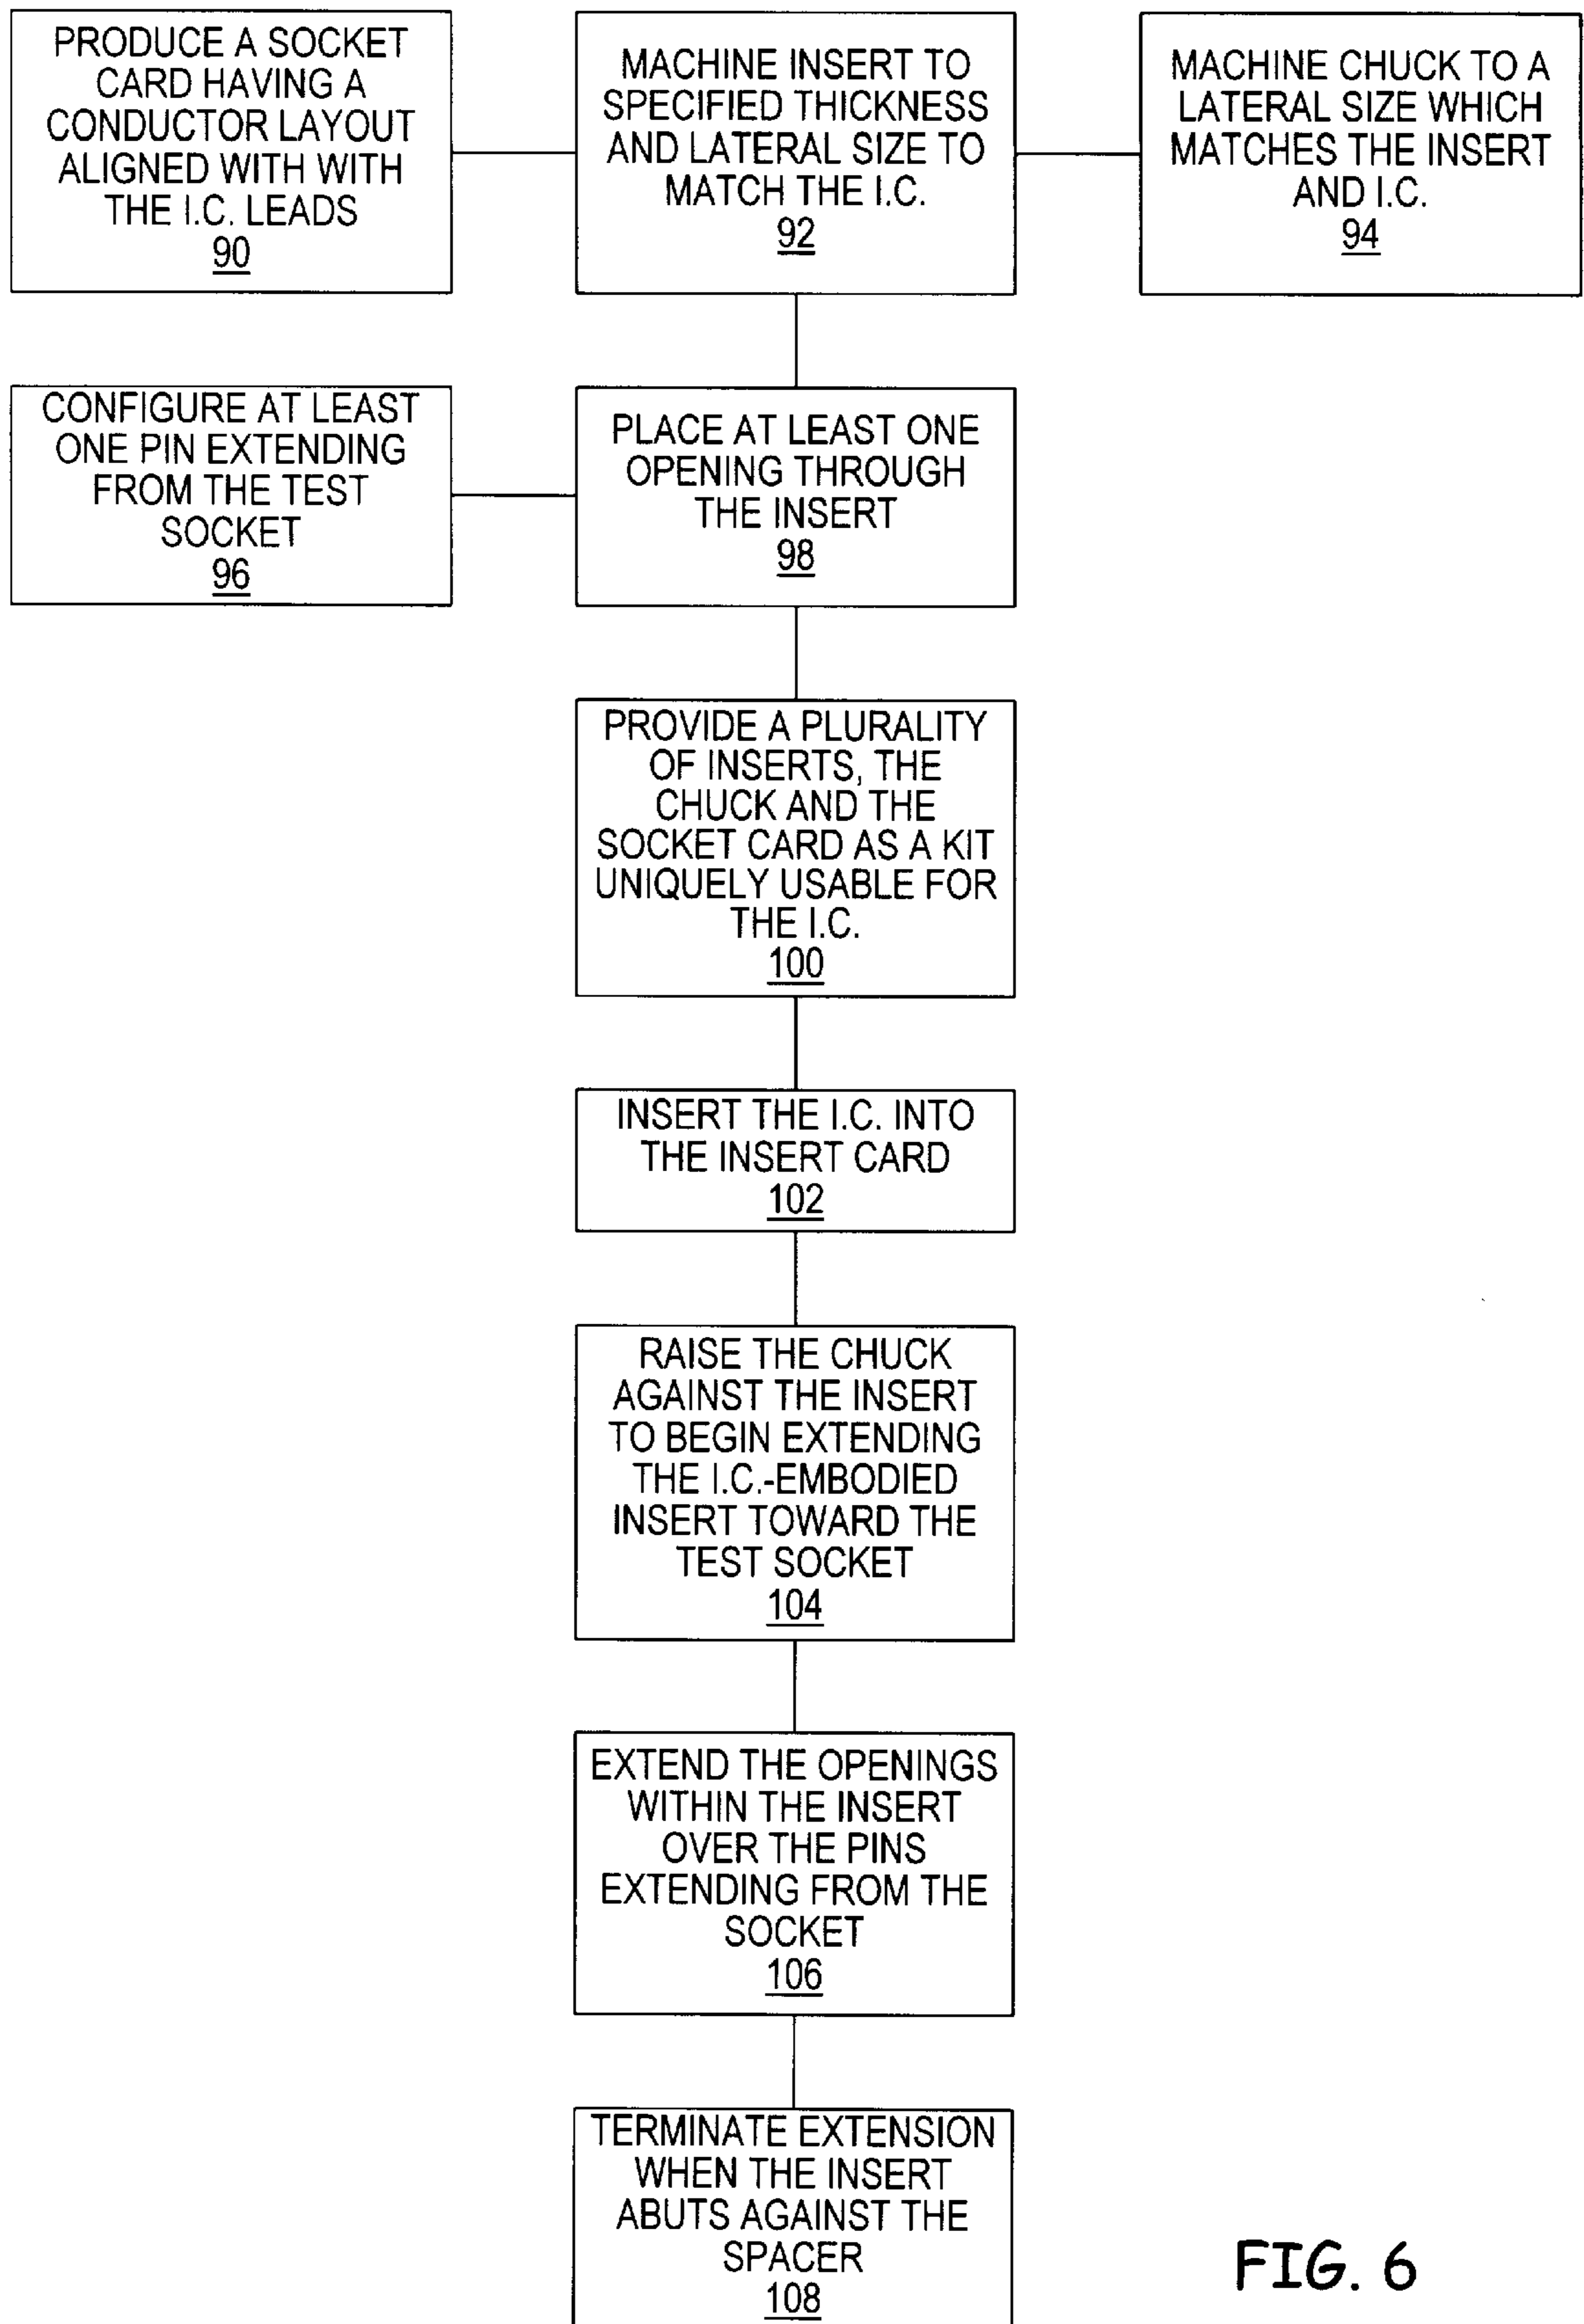 PRODUCE A SOCKET
CARD HAVING A
CONDUCTOR LAYOUT
ALIGNED WITH WITH
THE I.C. LEADS
90
MACHINE INSERT TO
SPECIFIED THICKNESS
AND LATERAL SIZE TO
MATCH THE I.C.
92
MACHINE CHUCK TO A
LATERAL SIZE WHICH
MATCHES THE INSERT
AND I.C.
94
CONFIGURE AT LEAST
ONE PIN EXTENDING
FROM THE TEST
SOCKET
96
PLACE AT LEAST ONE
OPENING THROUGH
THE INSERT
98
PROVIDE A PLURALITY
OF INSERTS, THE
CHUCK AND THE
SOCKET CARD AS A KIT
UNIQUELY USABLE FOR
THE I.C.
100
INSERT THE I.C. INTO
THE INSERT CARD
102
RAISE THE CHUCK
AGAINST THE INSERT
TO BEGIN EXTENDING
THE I.C.-EMBODIED
INSERT TOWARD THE
TEST SOCKET
104
EXTEND THE OPENINGS
WITHIN THE INSERT
OVER THE PINS
EXTENDING FROM THE
SOCKET
106
TERMINATE EXTENSION
WHEN THE INSERT
ABUTS AGAINST THE
SPACER
108
FIG. 6